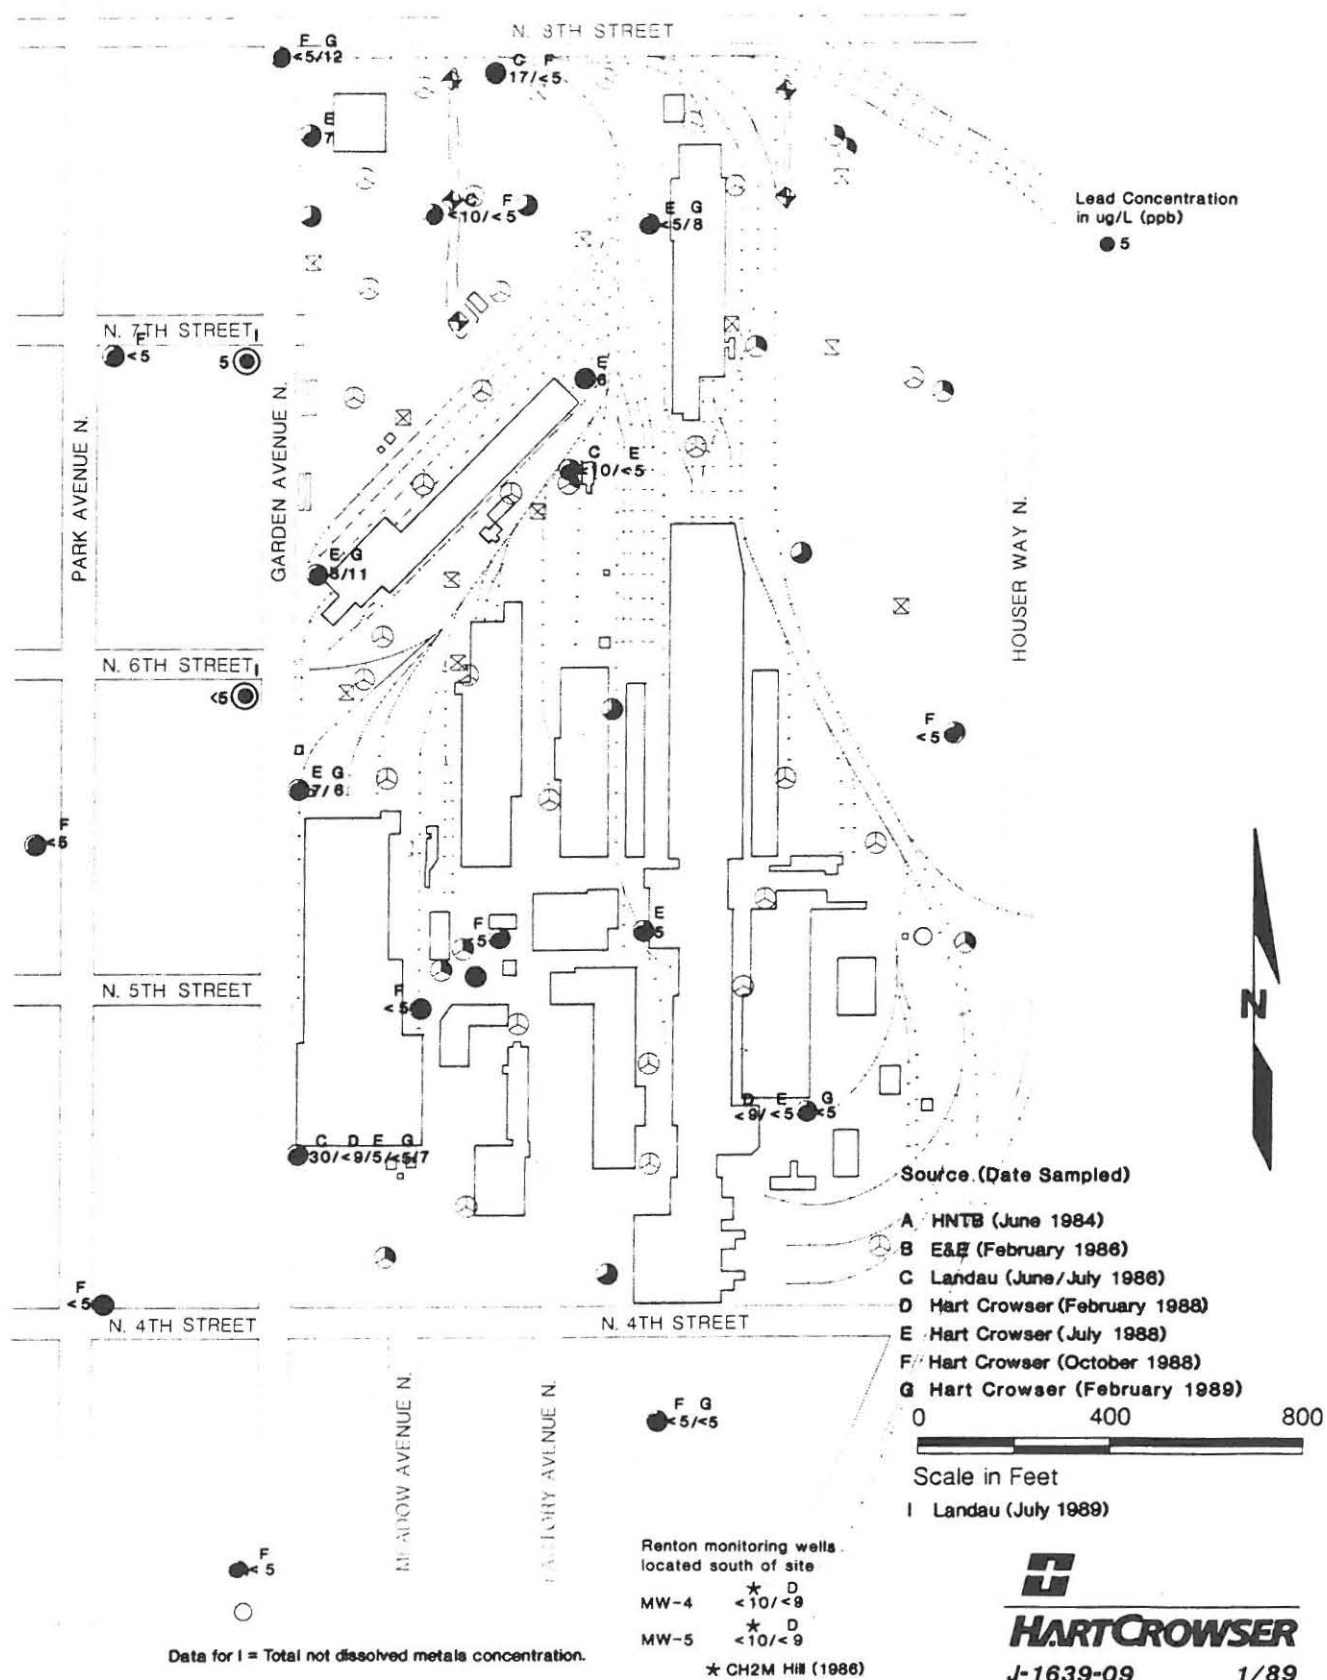 N. 8TH STREET
F G
<5/12
C F
17/<5
E
7
C F
<10/<5
E G
<5/8
Lead Concentration
in ug/L (ppb)
5
N. 7TH STREET
I
F
<5
5
E
6
PARK AVENUE N.
GARDEN AVENUE N.
C E
<10/<5
HOUSER WAY N.
E G
8/11
N. 6TH STREET
I
<5
F
<5
E G
7/6
F
<5
F
<5
E
5
N. 5TH STREET
F
<5
N
D E G
<9/<5 <5
C D E G
30/<9/5/<5/7
Source (Date Sampled)
A HNTB (June 1984)
B E&E (February 1986)
C Landau (June/July 1986)
D Hart Crowser (February 1988)
E Hart Crowser (July 1988)
F Hart Crowser (October 1988)
G Hart Crowser (February 1989)
F
<5
N. 4TH STREET
N. 4TH STREET
MEADOW AVENUE N.
FACTORY AVENUE N.
F G
<5/<5
0 400 800
Scale in Feet
I Landau (July 1989)
F
<5
Renton monitoring wells
located south of site
* D
MW-4 <10/<9
* D
MW-5 <10/<9
* CH2M Hill (1986)
Data for I = Total not dissolved metals concentration.
HARTCROWSER
J-1639-09 1/89